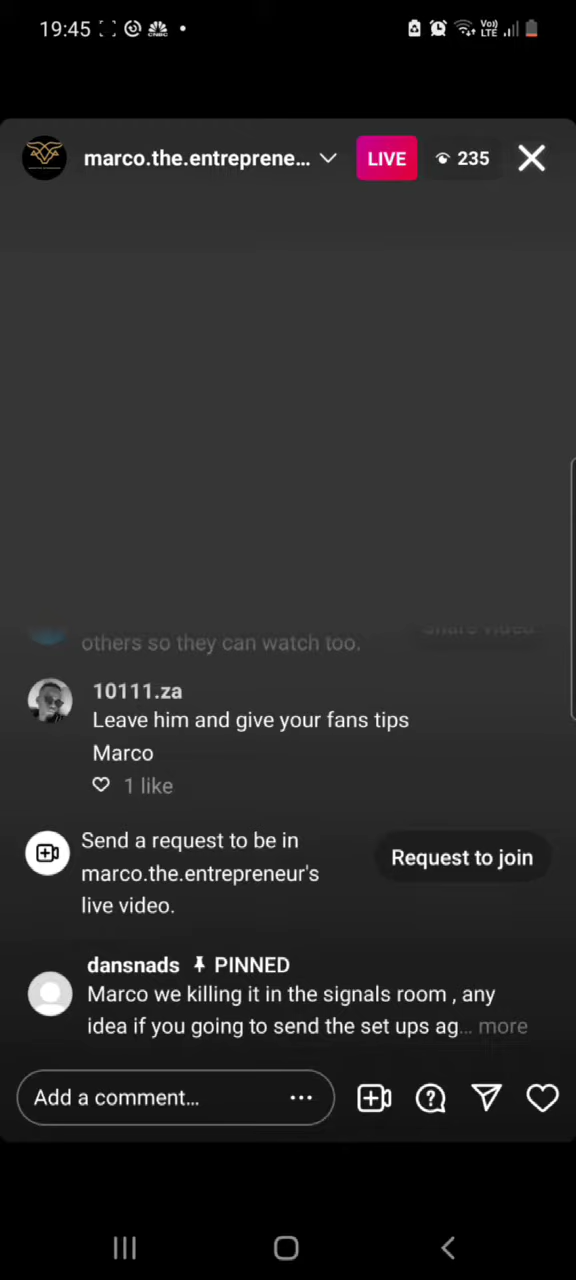 19:45
Vo))
LTE
marco.the.entreprene...
LIVE
235
others so they can watch too.
10111.za
Leave him and give your fans tips
Marco
1 like
Send a request to be in
marco.the.entrepreneur's
live video.
Request to join
dansnads PINNED
Marco we killing it in the signals room , any
idea if you going to send the set ups ag... more
Add a comment...